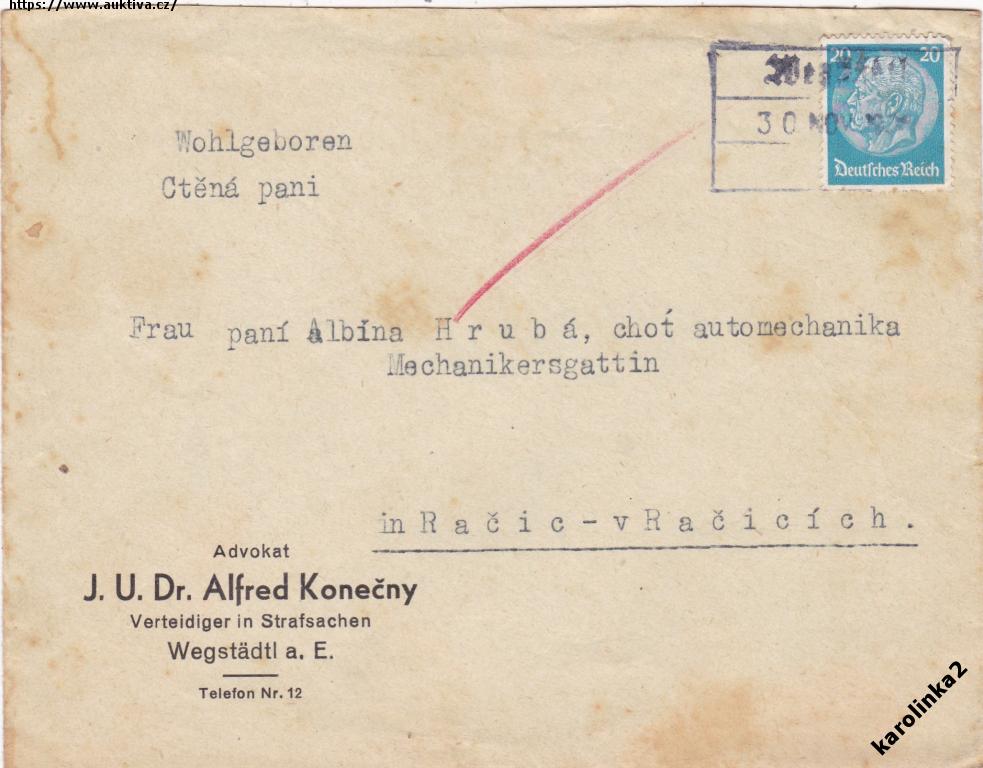 https://www.auktiva.cz/
20 20
30 NOV
Deutsches Reich
Wohlgeboren
Ctěná pani
Frau paní Albína Hrubá, choť automechanika
Mechanikersgattin
in Račic - v Račicích.
Advokat
J. U. Dr. Alfred Konečny
Verteidiger in Strafsachen
Wegstädtl a. E.
Telefon Nr. 12
karolinka2